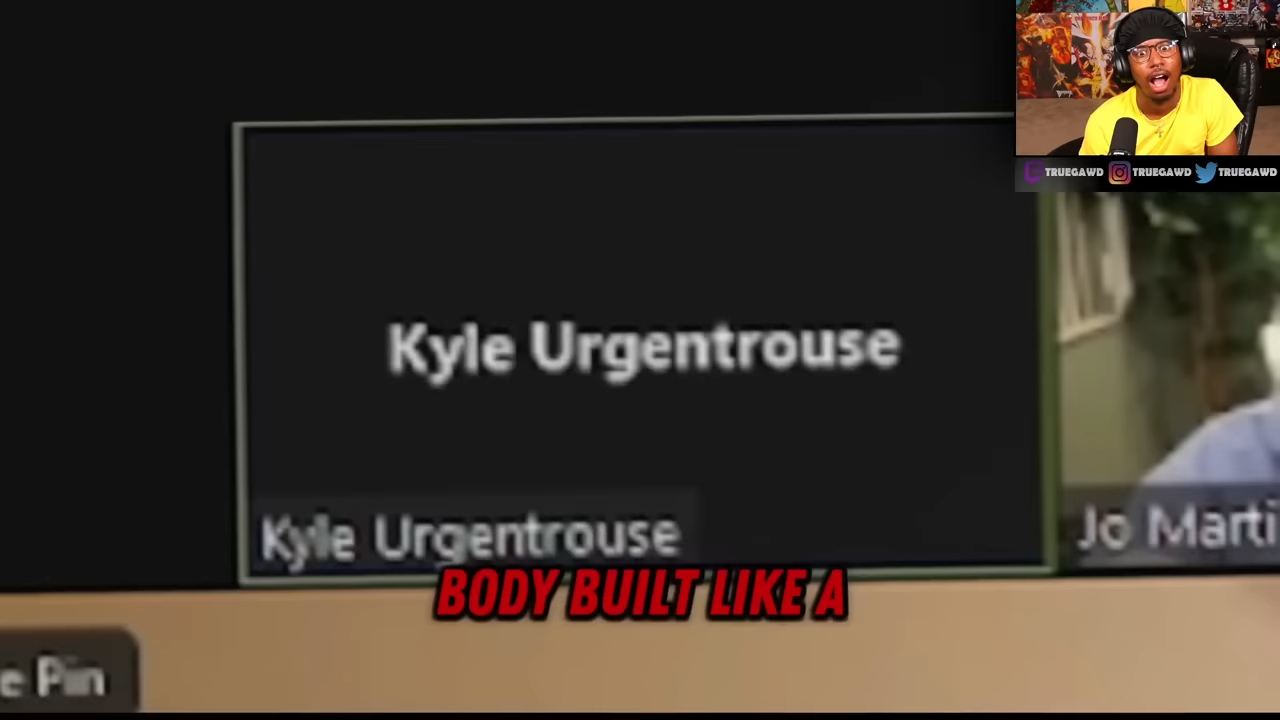 TRUEGAWD TRUEGAWD TRUEGAWD
Kyle Urgentrouse
Kyle Urgentrouse
Jo Marti
BODY BUILT LIKE A
e Pin